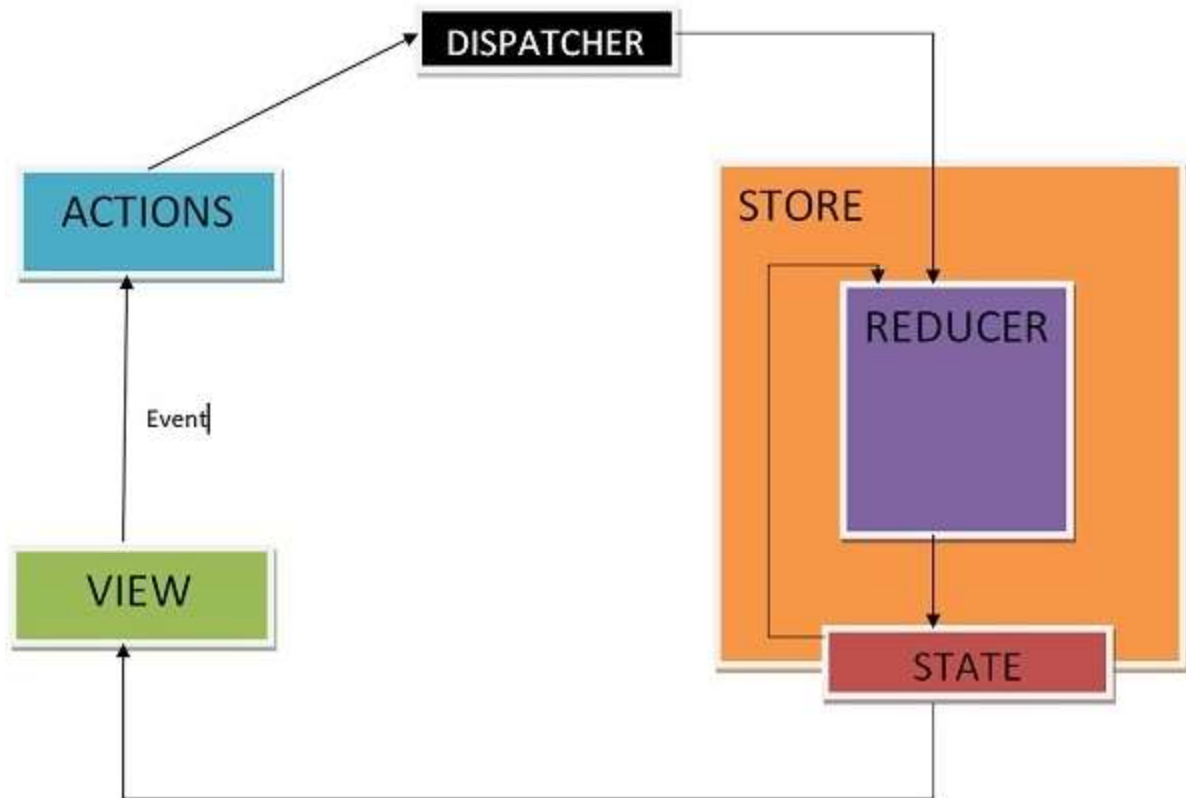 DISPATCHER
ACTIONS
STORE
REDUCER
Event
VIEW
STATE